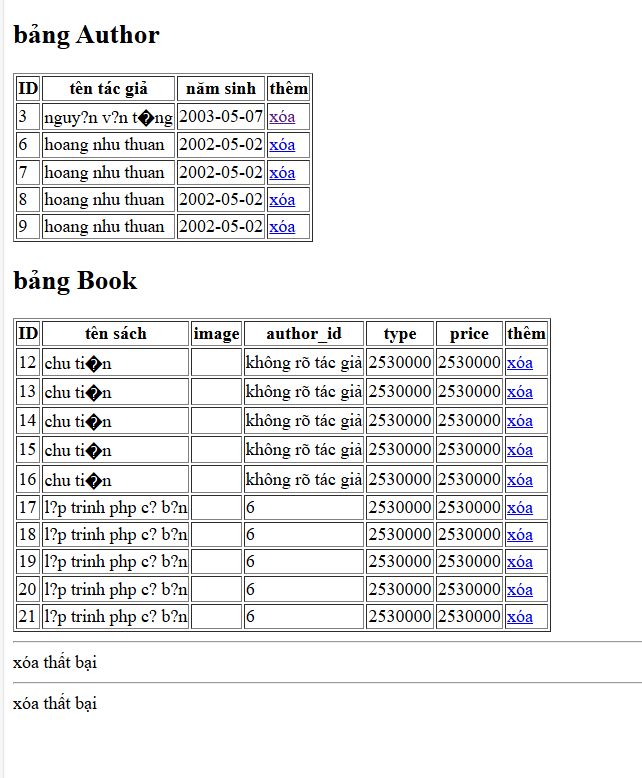 bảng Author
ID tên tác giả năm sinh thêm
3 nguy?n v?n t�ng 2003-05-07 xóa
6 hoang nhu thuan 2002-05-02 xóa
7 hoang nhu thuan 2002-05-02 xóa
8 hoang nhu thuan 2002-05-02 xóa
9 hoang nhu thuan 2002-05-02 xóa
bảng Book
ID tên sách image author_id type price thêm
12 chu ti�n không rõ tác giả 2530000 2530000 xóa
13 chu ti�n không rõ tác giả 2530000 2530000 xóa
14 chu ti�n không rõ tác giả 2530000 2530000 xóa
15 chu ti�n không rõ tác giả 2530000 2530000 xóa
16 chu ti�n không rõ tác giả 2530000 2530000 xóa
17 l?p trinh php c? b?n 6 2530000 2530000 xóa
18 l?p trinh php c? b?n 6 2530000 2530000 xóa
19 l?p trinh php c? b?n 6 2530000 2530000 xóa
20 l?p trinh php c? b?n 6 2530000 2530000 xóa
21 l?p trinh php c? b?n 6 2530000 2530000 xóa
xóa thất bại
xóa thất bại